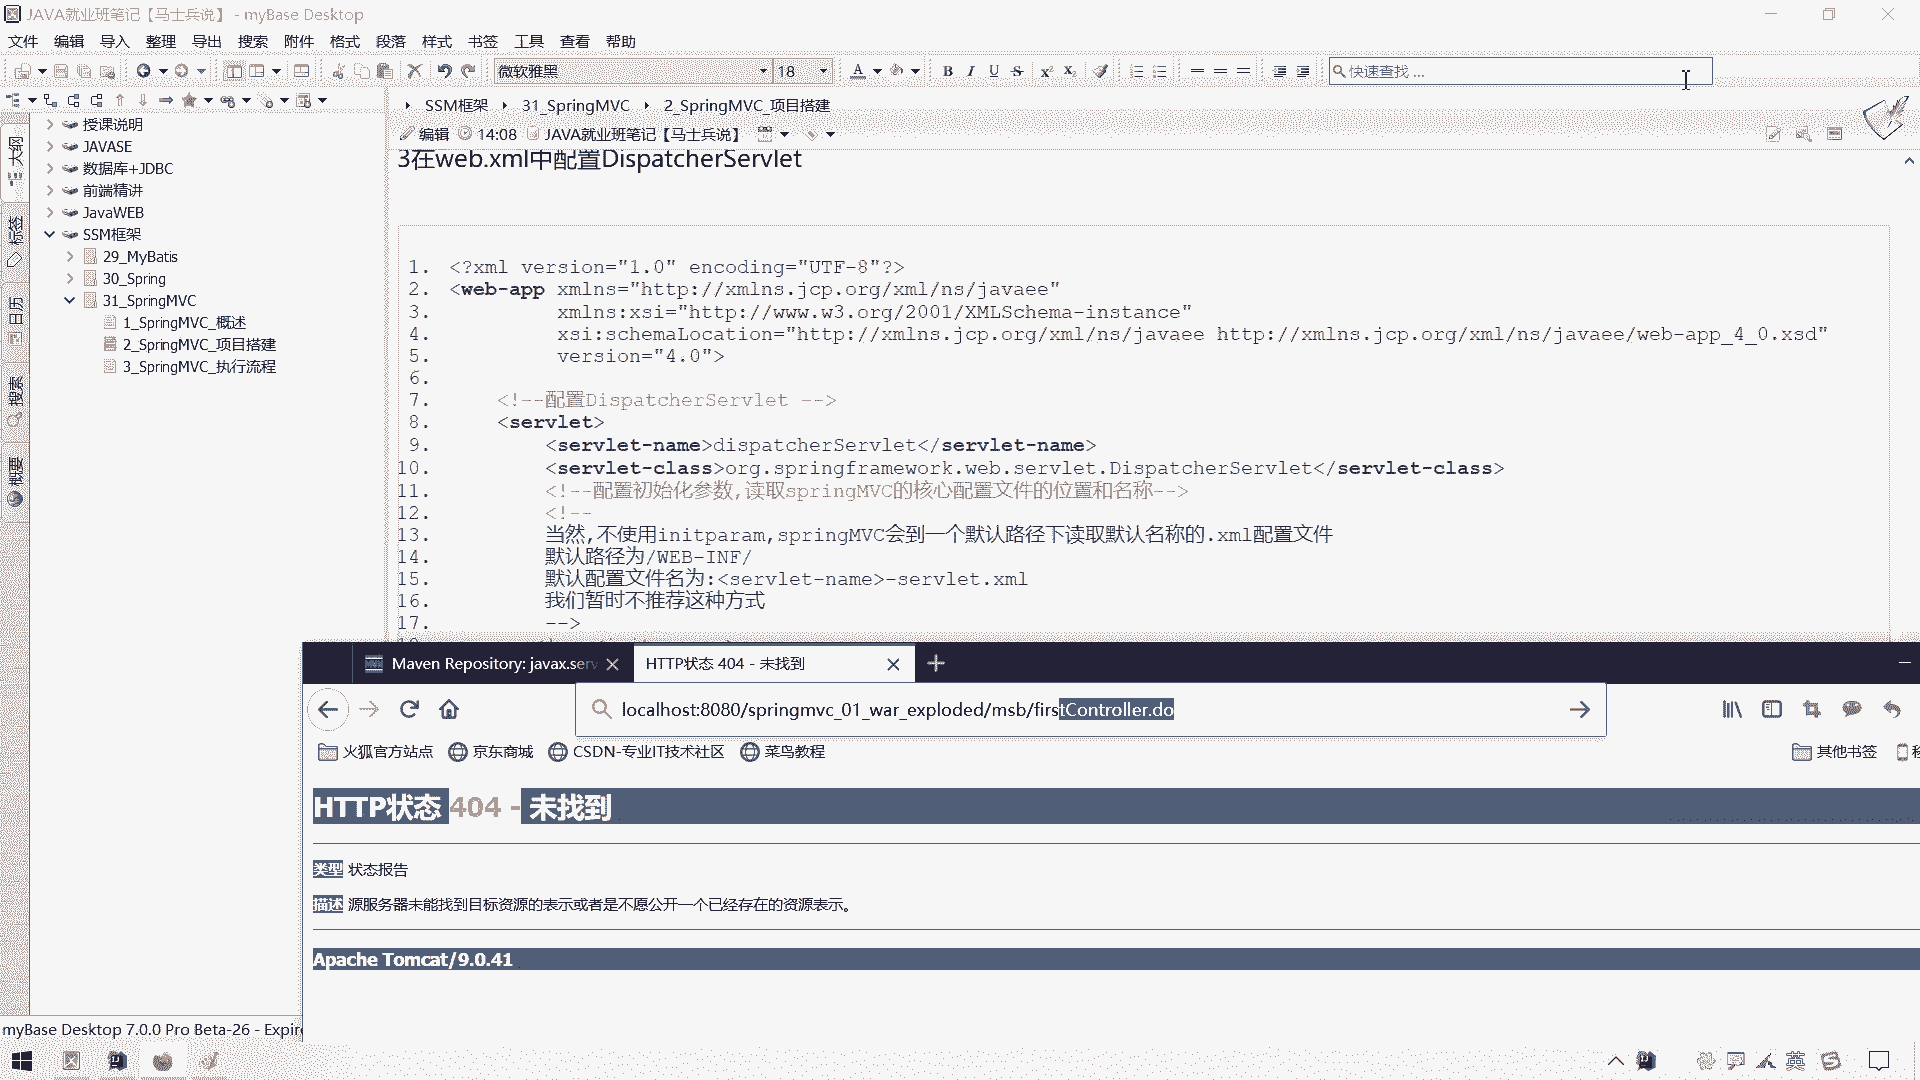 JAVA就业班笔记【马士兵说】 - myBase Desktop
文件 编辑 导入 整理 导出 搜索 附件 格式 段落 样式 书签 工具 查看 帮助
微软雅黑 18 A B I U S x² X₂ 快速查找 ...
SSM框架 31_SpringMVC 2_SpringMVC_项目搭建
编辑 14:08 JAVA就业班笔记【马士兵说】
大纲
标签
日历
搜索
概要
授课说明
JAVASE
数据库+JDBC
前端精讲
JavaWEB
SSM框架
29_MyBatis
30_Spring
31_SpringMVC
1_SpringMVC_概述
2_SpringMVC_项目搭建
3_SpringMVC_执行流程
3在web.xml中配置DispatcherServlet
1. <?xml version="1.0" encoding="UTF-8"?>
2. <web-app xmlns="http://xmlns.jcp.org/xml/ns/javaee"
3. xmlns:xsi="http://www.w3.org/2001/XMLSchema-instance"
4. xsi:schemaLocation="http://xmlns.jcp.org/xml/ns/javaee http://xmlns.jcp.org/xml/ns/javaee/web-app_4_0.xsd"
5. version="4.0">
6.
7. <!--配置DispatcherServlet -->
8. <servlet>
9. <servlet-name>dispatcherServlet</servlet-name>
10. <servlet-class>org.springframework.web.servlet.DispatcherServlet</servlet-class>
11. <!--配置初始化参数,读取springMVC的核心配置文件的位置和名称-->
12. <!--
13. 当然,不使用initparam,springMVC会到一个默认路径下读取默认名称的.xml配置文件
14. 默认路径为/WEB-INF/
15. 默认配置文件名为:<servlet-name>-servlet.xml
16. 我们暂时不推荐这种方式
17. -->
Maven Repository: javax.serv HTTP状态 404 - 未找到
localhost:8080/springmvc_01_war_exploded/msb/firstController.do
火狐官方站点 京东商城 CSDN-专业IT技术社区 菜鸟教程 其他书签
HTTP状态 404 - 未找到
类型 状态报告
描述 源服务器未能找到目标资源的表示或者是不愿公开一个已经存在的资源表示。
Apache Tomcat/9.0.41
myBase Desktop 7.0.0 Pro Beta-26 - Expire
英